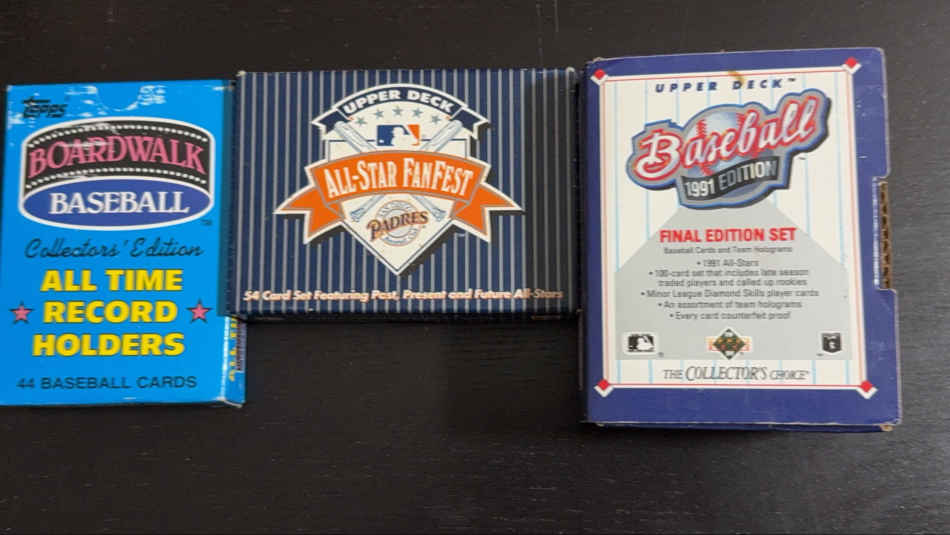 TOPPS
BOARDWALK
BASEBALL
Collectors' Edition
ALL TIME
RECORD
HOLDERS
44 BASEBALL CARDS
UPPER DECK
ALL-STAR FANFEST
PADRES
54 Card Set Featuring Past, Present and Future All-Stars
UPPER DECK™
Baseball
1991 EDITION
FINAL EDITION SET
Baseball Cards and Team Holograms
• 1991 All-Stars
• 100-card set that includes late season
traded players and called up rookies
• Minor League Diamond Skills player cards
• An assortment of team holograms
• Every card counterfeit proof
THE COLLECTOR'S CHOICE®